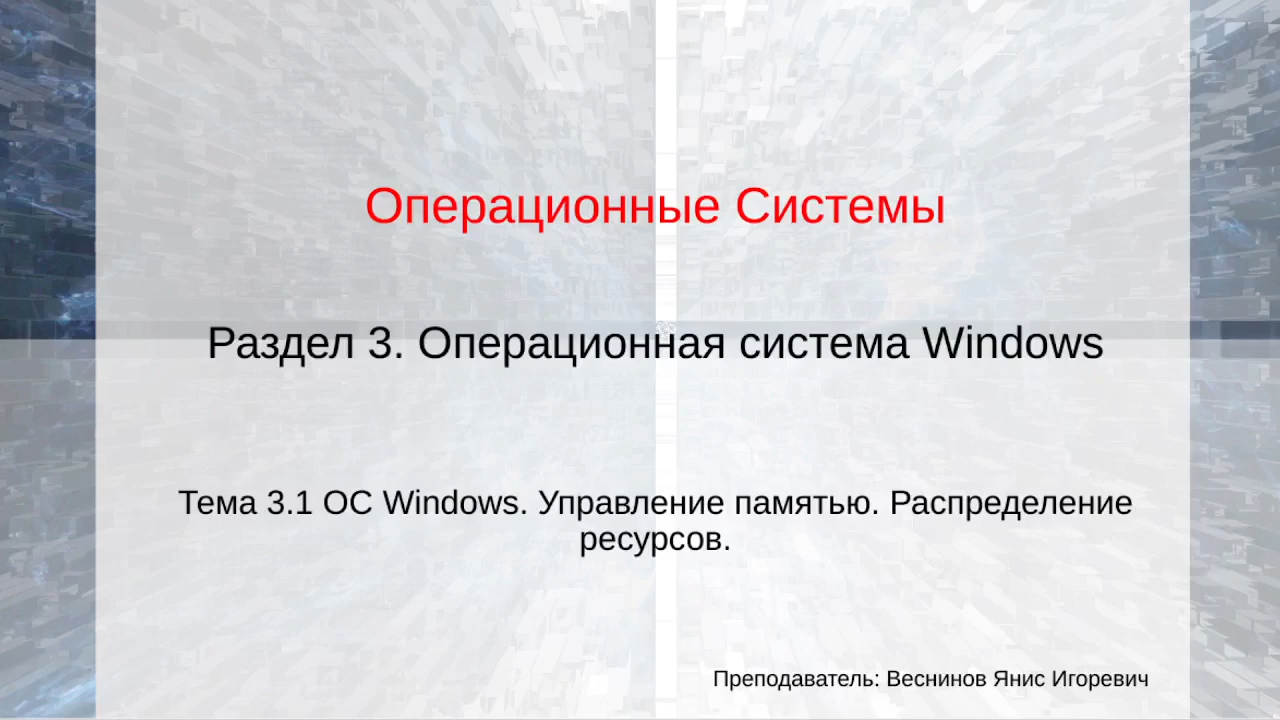 Операционные Системы
Раздел 3. Операционная система Windows
Тема 3.1 ОС Windows. Управление памятью. Распределение
ресурсов.
Преподаватель: Веснинов Янис Игоревич